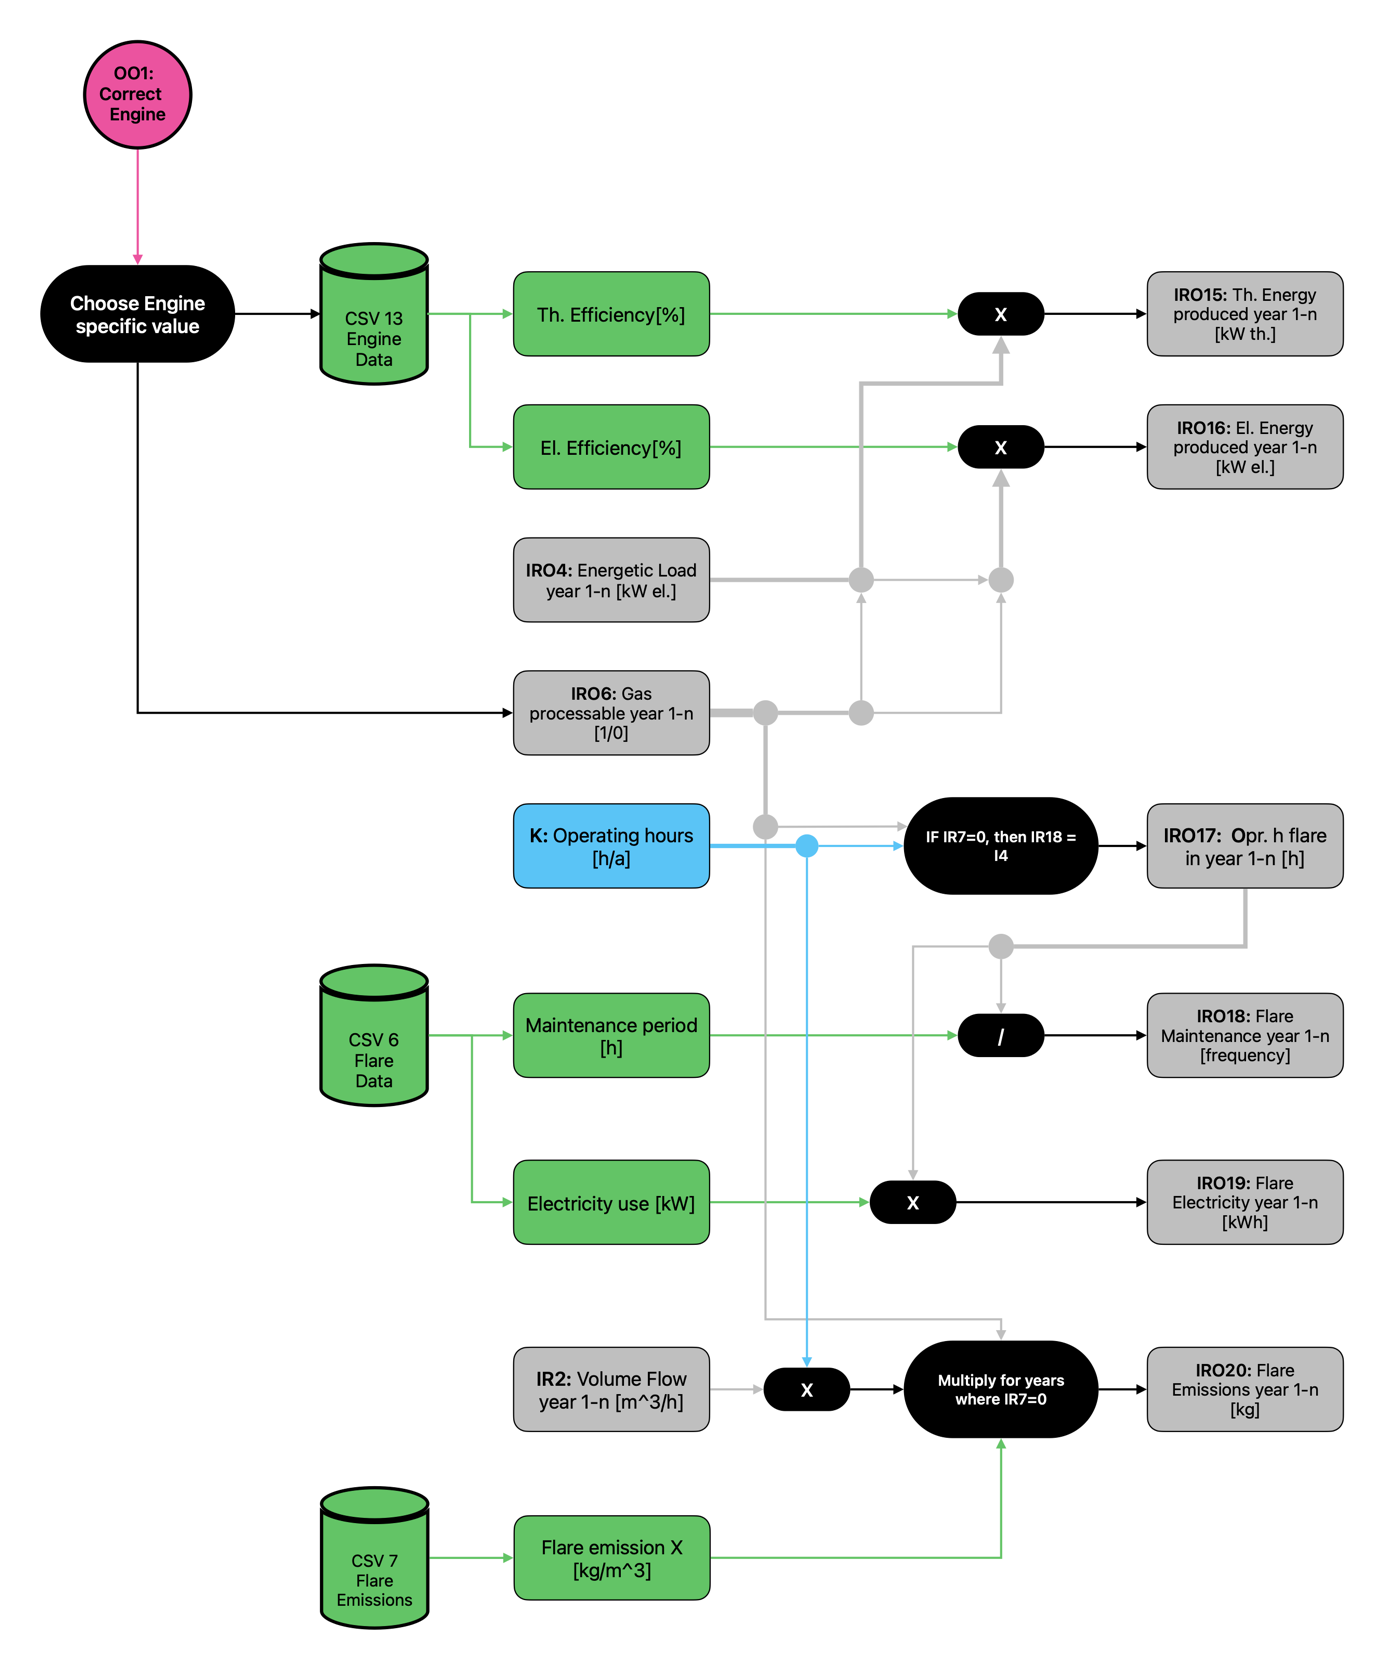 OO1:
Correct
Engine
Choose Engine
specific value
CSV 13
Engine
Data
Th. Efficiency[%]
X
IRO15: Th. Energy
produced year 1-n
[kW th.]
El. Efficiency[%]
X
IRO16: El. Energy
produced year 1-n
[kW el.]
IRO4: Energetic Load
year 1-n [kW el.]
IRO6: Gas
processable year 1-n
[1/0]
K: Operating hours
[h/a]
IF IR7=0, then IR18 =
I4
IRO17: Opr. h flare
in year 1-n [h]
CSV 6
Flare
Data
Maintenance period
[h]
/
IRO18: Flare
Maintenance year 1-n
[frequency]
Electricity use [kW]
X
IRO19: Flare
Electricity year 1-n
[kWh]
IR2: Volume Flow
year 1-n [m^3/h]
X
Multiply for years
where IR7=0
IRO20: Flare
Emissions year 1-n
[kg]
CSV 7
Flare
Emissions
Flare emission X
[kg/m^3]